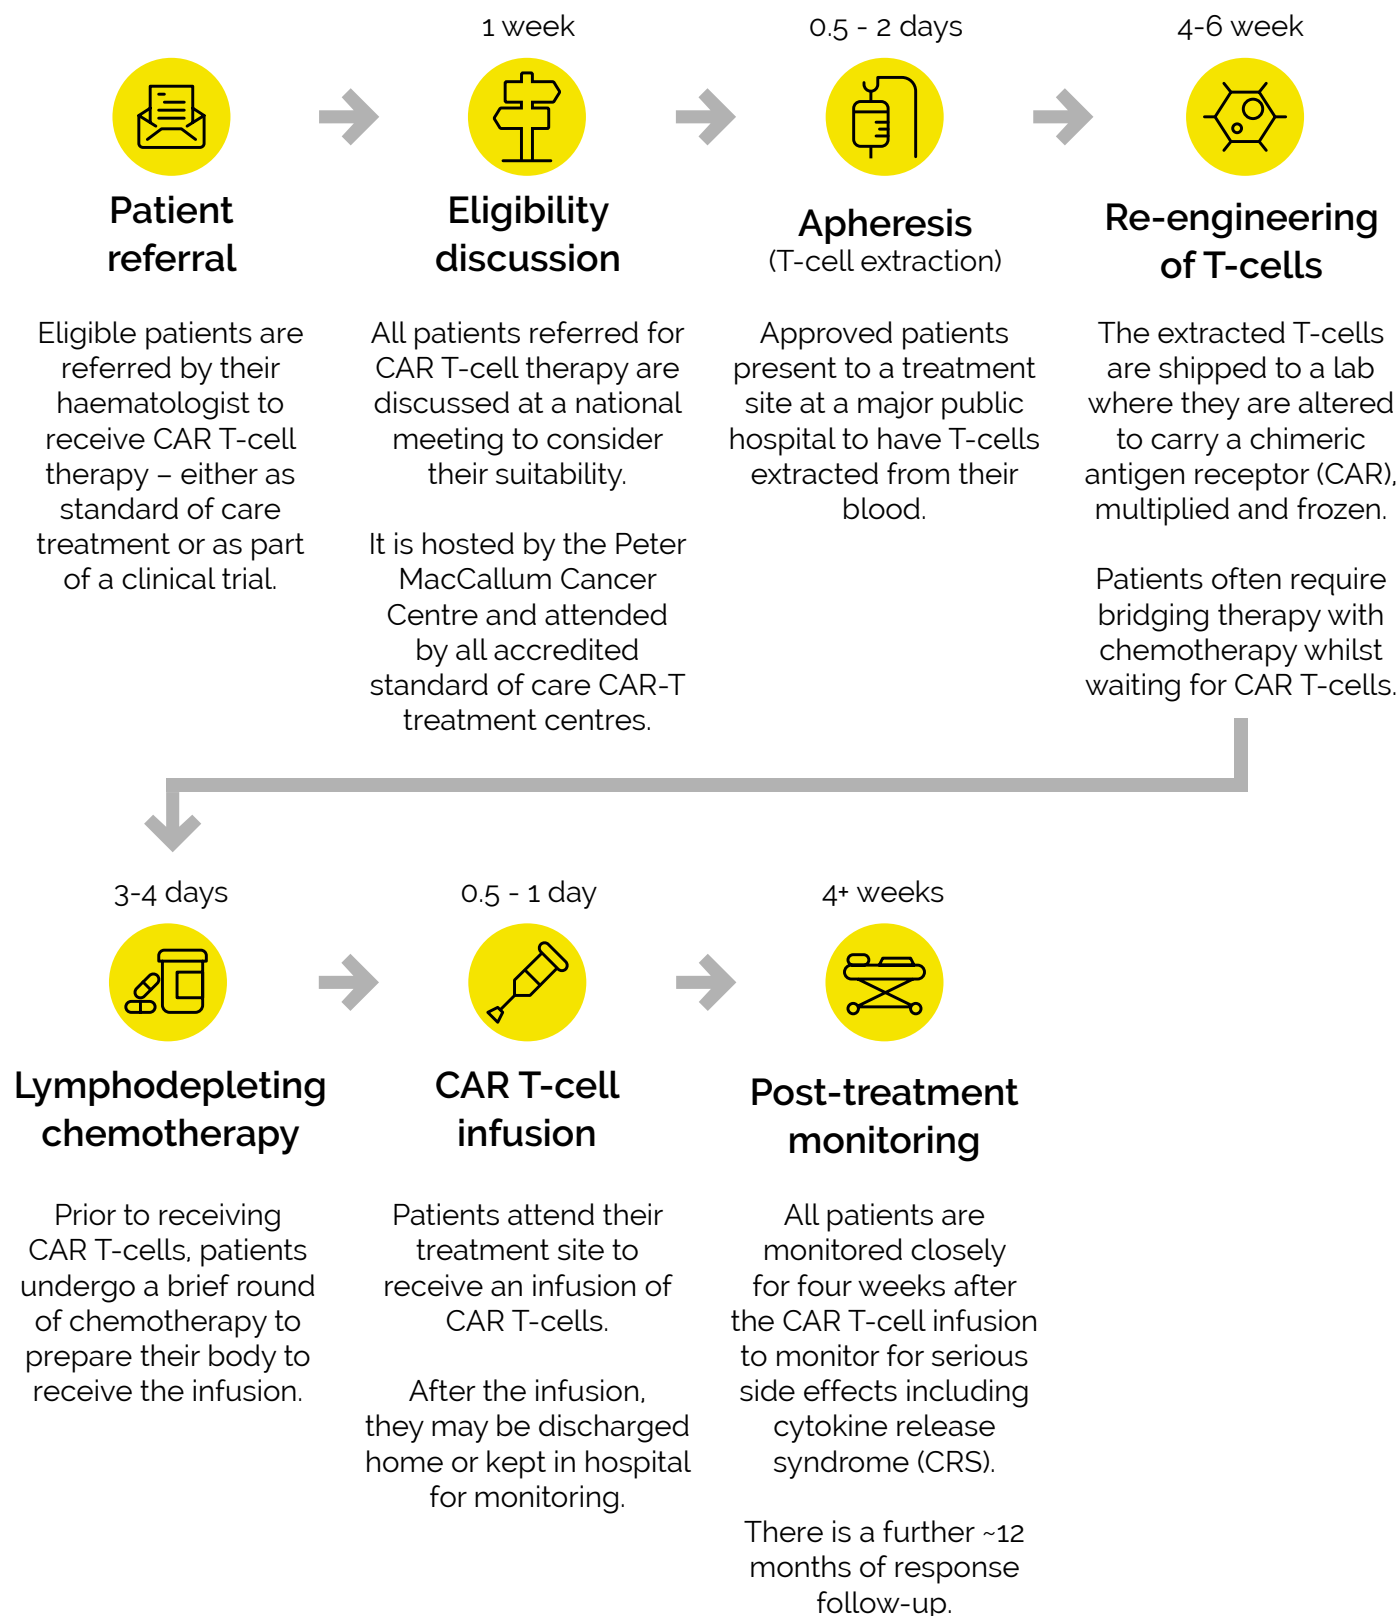 Patient
referral
Eligible patients are
referred by their
haematologist to
receive CAR T-cell
therapy – either as
standard of care
treatment or as part
of a clinical trial.
1 week
Eligibility
discussion
All patients referred for
CAR T-cell therapy are
discussed at a national
meeting to consider
their suitability.
It is hosted by the Peter
MacCallum Cancer
Centre and attended
by all accredited
standard of care CAR-T
treatment centres.
0.5 - 2 days
Apheresis
(T-cell extraction)
Approved patients
present to a treatment
site at a major public
hospital to have T-cells
extracted from their
blood.
4-6 week
Re-engineering
of T-cells
The extracted T-cells
are shipped to a lab
where they are altered
to carry a chimeric
antigen receptor (CAR),
multiplied and frozen.
Patients often require
bridging therapy with
chemotherapy whilst
waiting for CAR T-cells.
3-4 days
Lymphodepleting
chemotherapy
Prior to receiving
CAR T-cells, patients
undergo a brief round
of chemotherapy to
prepare their body to
receive the infusion.
0.5 - 1 day
CAR T-cell
infusion
Patients attend their
treatment site to
receive an infusion of
CAR T-cells.
After the infusion,
they may be discharged
home or kept in hospital
for monitoring.
4+ weeks
Post-treatment
monitoring
All patients are
monitored closely
for four weeks after
the CAR T-cell infusion
to monitor for serious
side effects including
cytokine release
syndrome (CRS).
There is a further ~12
months of response
follow-up.